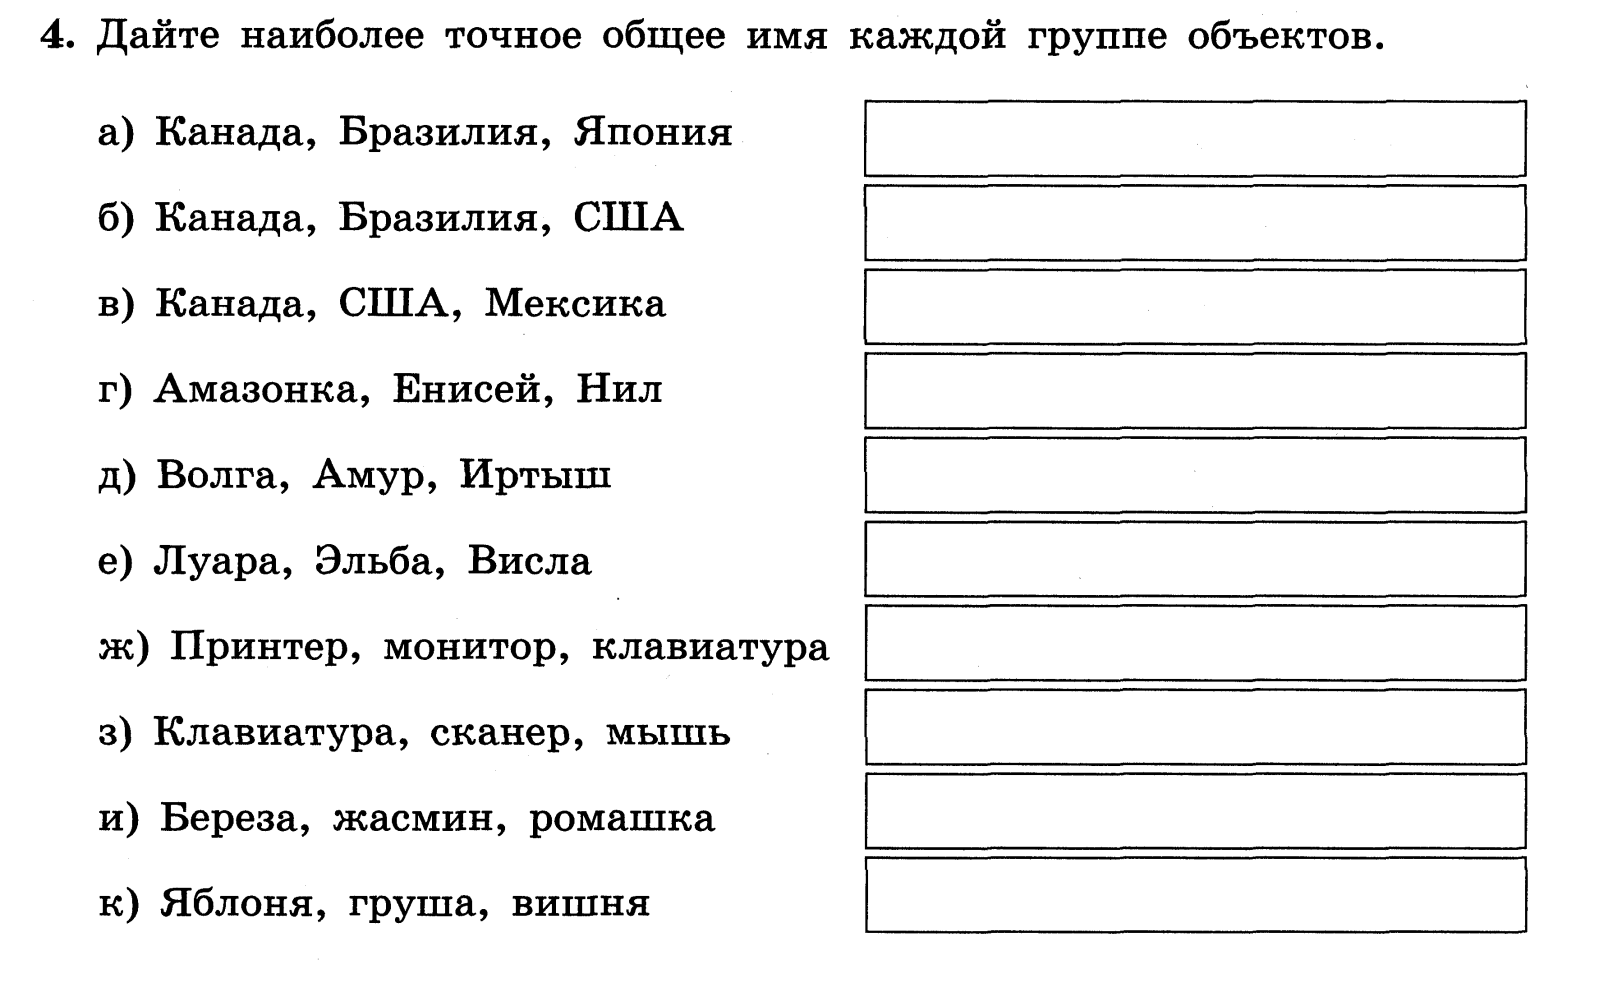 4. Дайте наиболее точное общее имя каждой группе объектов.
а) Канада, Бразилия, Япония
б) Канада, Бразилия, США
в) Канада, США, Мексика
г) Амазонка, Енисей, Нил
д) Волга, Амур, Иртыш
е) Луара, Эльба, Висла
ж) Принтер, монитор, клавиатура
з) Клавиатура, сканер, мышь
и) Береза, жасмин, ромашка
к) Яблоня, груша, вишня